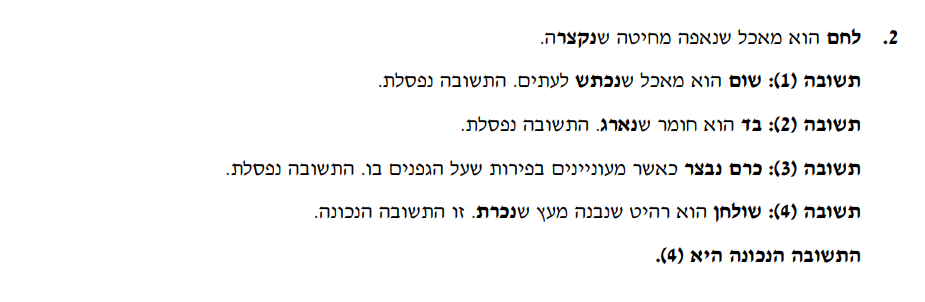 2. לחם הוא מאכל שנאפה מחיטה שנקצרה.
תשובה (1): שום הוא מאכל שנכתש לעתים. התשובה נפסלת.
תשובה (2): בד הוא חומר שנארג. התשובה נפסלת.
תשובה (3): כרם נבצר כאשר מעוניינים בפירות שעל הגפנים בו. התשובה נפסלת.
תשובה (4): שולחן הוא רהיט שנבנה מעץ שנכרת. זו התשובה הנכונה.
התשובה הנכונה היא (4).